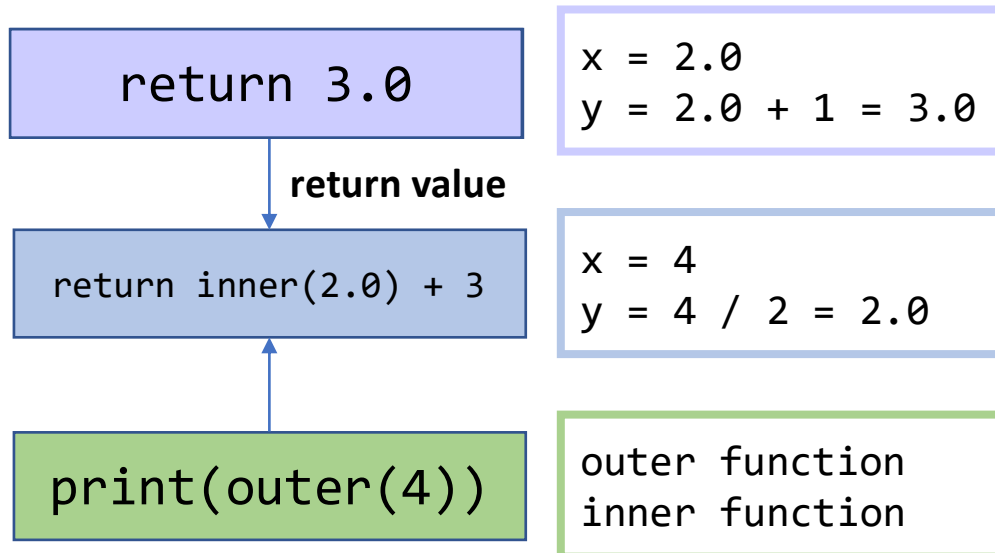 return 3.0
x = 2.0
y = 2.0 + 1 = 3.0
return value
return inner(2.0) + 3
x = 4
y = 4 / 2 = 2.0
print(outer(4))
outer function
inner function